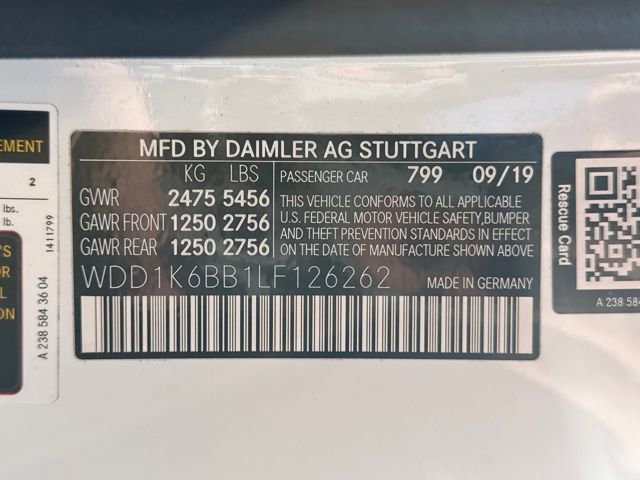 MFD BY DAIMLER AG STUTTGART
KG LBS
GVWR 2475 5456
GAWR FRONT 1250 2756
GAWR REAR 1250 2756
PASSENGER CAR 799 09/19
THIS VEHICLE CONFORMS TO ALL APPLICABLE
U.S. FEDERAL MOTOR VEHICLE SAFETY,BUMPER
AND THEFT PREVENTION STANDARDS IN EFFECT
ON THE DATE OF MANUFACTURE SHOWN ABOVE.
WDD1K6BB1LF126262 MADE IN GERMANY
EMENT
2
lbs.
lb.
1411799
A 238 584 36 04
'S
OR
L
ION
Rescue Card
A 238 584